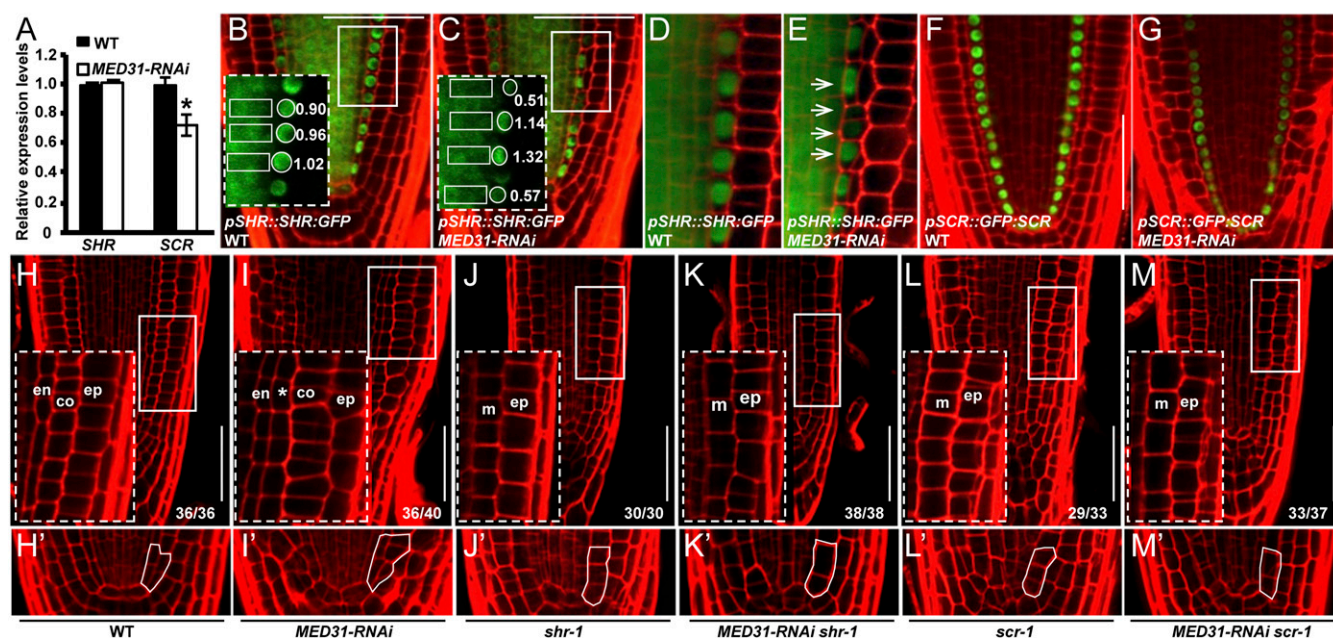 A
WT
MED31-RNAi
Relative expression levels
1.2
1.0
0.8
0.6
0.4
0.2
0
*
SHR
SCR
B
0.90
0.96
1.02
pSHR::SHR:GFP
WT
C
0.51
1.14
1.32
0.57
pSHR::SHR:GFP
MED31-RNAi
D
pSHR::SHR:GFP
WT
E
pSHR::SHR:GFP
MED31-RNAi
F
pSCR::GFP:SCR
WT
G
pSCR::GFP:SCR
MED31-RNAi
H
en
co
ep
36/36
I
en * co
ep
36/40
J
m
ep
30/30
K
m
ep
38/38
L
m
ep
29/33
M
m
ep
33/37
H'
I'
J'
K'
L'
M'
WT
MED31-RNAi
shr-1
MED31-RNAi shr-1
scr-1
MED31-RNAi scr-1